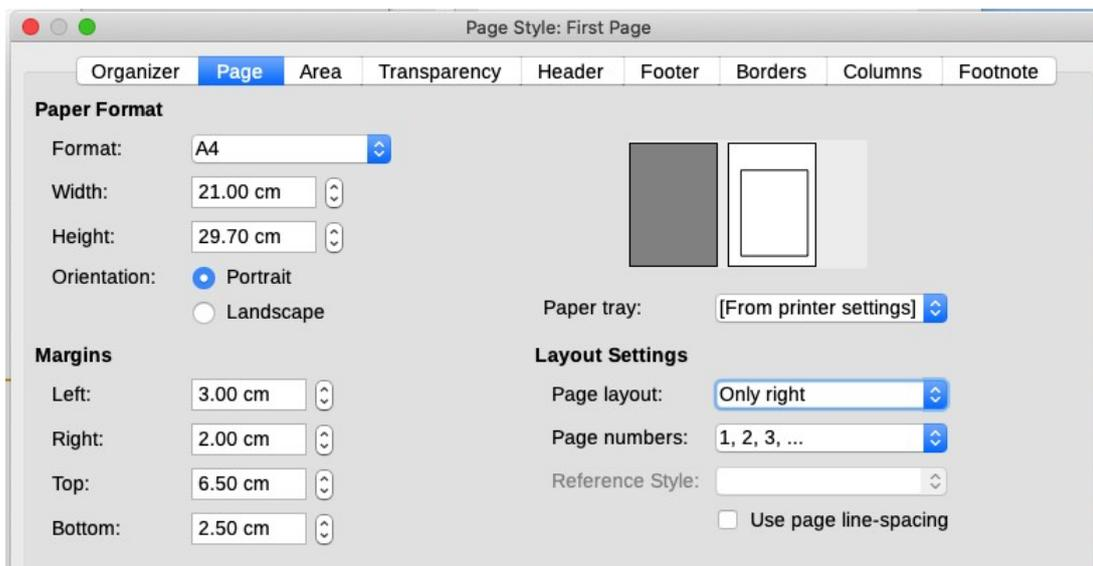 Page Style: First Page
Organizer Page Area Transparency Header Footer Borders Columns Footnote
Paper Format
Format: A4
Width: 21.00 cm
Height: 29.70 cm
Orientation: Portrait
Landscape
Paper tray: [From printer settings]
Margins
Left: 3.00 cm
Right: 2.00 cm
Top: 6.50 cm
Bottom: 2.50 cm
Layout Settings
Page layout: Only right
Page numbers: 1, 2, 3, ...
Reference Style:
Use page line-spacing